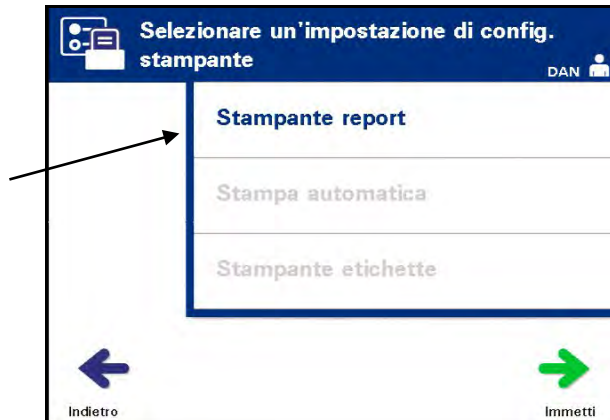 Selezionare un'impostazione di config.
stampante
DAN
Stampante report
Stampa automatica
Stampante etichette
Indietro
Immetti